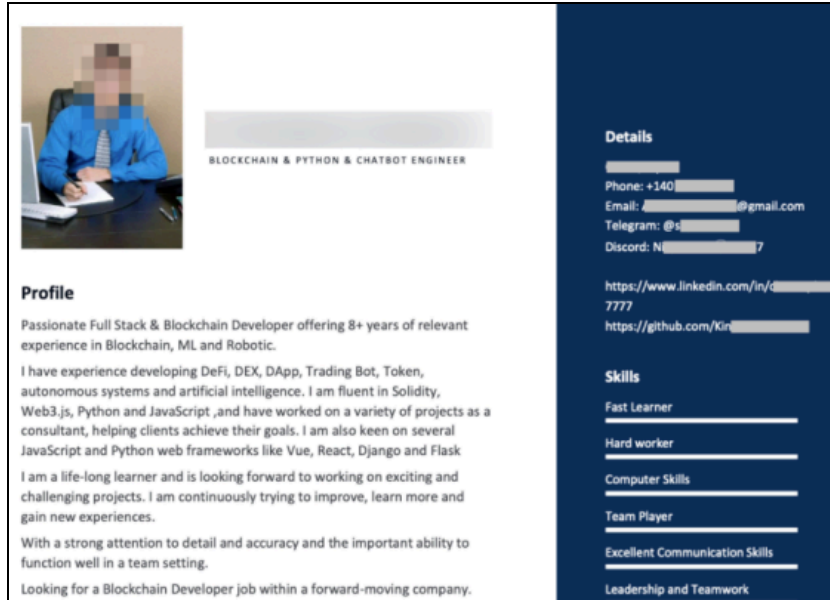 BLOCKCHAIN & PYTHON & CHATBOT ENGINEER
Profile
Passionate Full Stack & Blockchain Developer offering 8+ years of relevant
experience in Blockchain, ML and Robotic.
I have experience developing DeFi, DEX, DApp, Trading Bot, Token,
autonomous systems and artificial intelligence. I am fluent in Solidity,
Web3.js, Python and JavaScript ,and have worked on a variety of projects as a
consultant, helping clients achieve their goals. I am also keen on several
JavaScript and Python web frameworks like Vue, React, Django and Flask
I am a life-long learner and is looking forward to working on exciting and
challenging projects. I am continuously trying to improve, learn more and
gain new experiences.
With a strong attention to detail and accuracy and the important ability to
function well in a team setting.
Looking for a Blockchain Developer job within a forward-moving company.
Details
Phone: +140
Email: @gmail.com
Telegram: @s
Discord: N 7
https://www.linkedin.com/in/
7777
https://github.com/Kin
Skills
Fast Learner
Hard worker
Computer Skills
Team Player
Excellent Communication Skills
Leadership and Teamwork